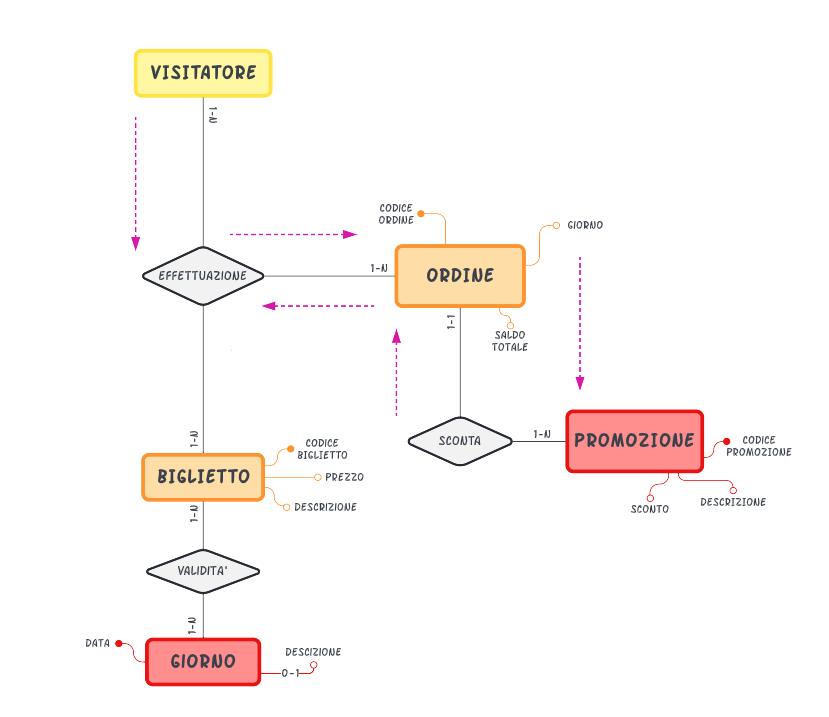 VISITATORE
1-N
CODICE
ORDINE
GIORNO
EFFETTUAZIONE
1-N
ORDINE
1-1
SALDO
TOTALE
1-N
SCONTA
1-N
PROMOZIONE
CODICE
PROMOZIONE
SCONTO
DESCRIZIONE
CODICE
BIGLIETTO
BIGLIETTO
PREZZO
DESCRIZIONE
1-N
VALIDITA'
1-N
DATA
GIORNO
DESCIZIONE
0-1